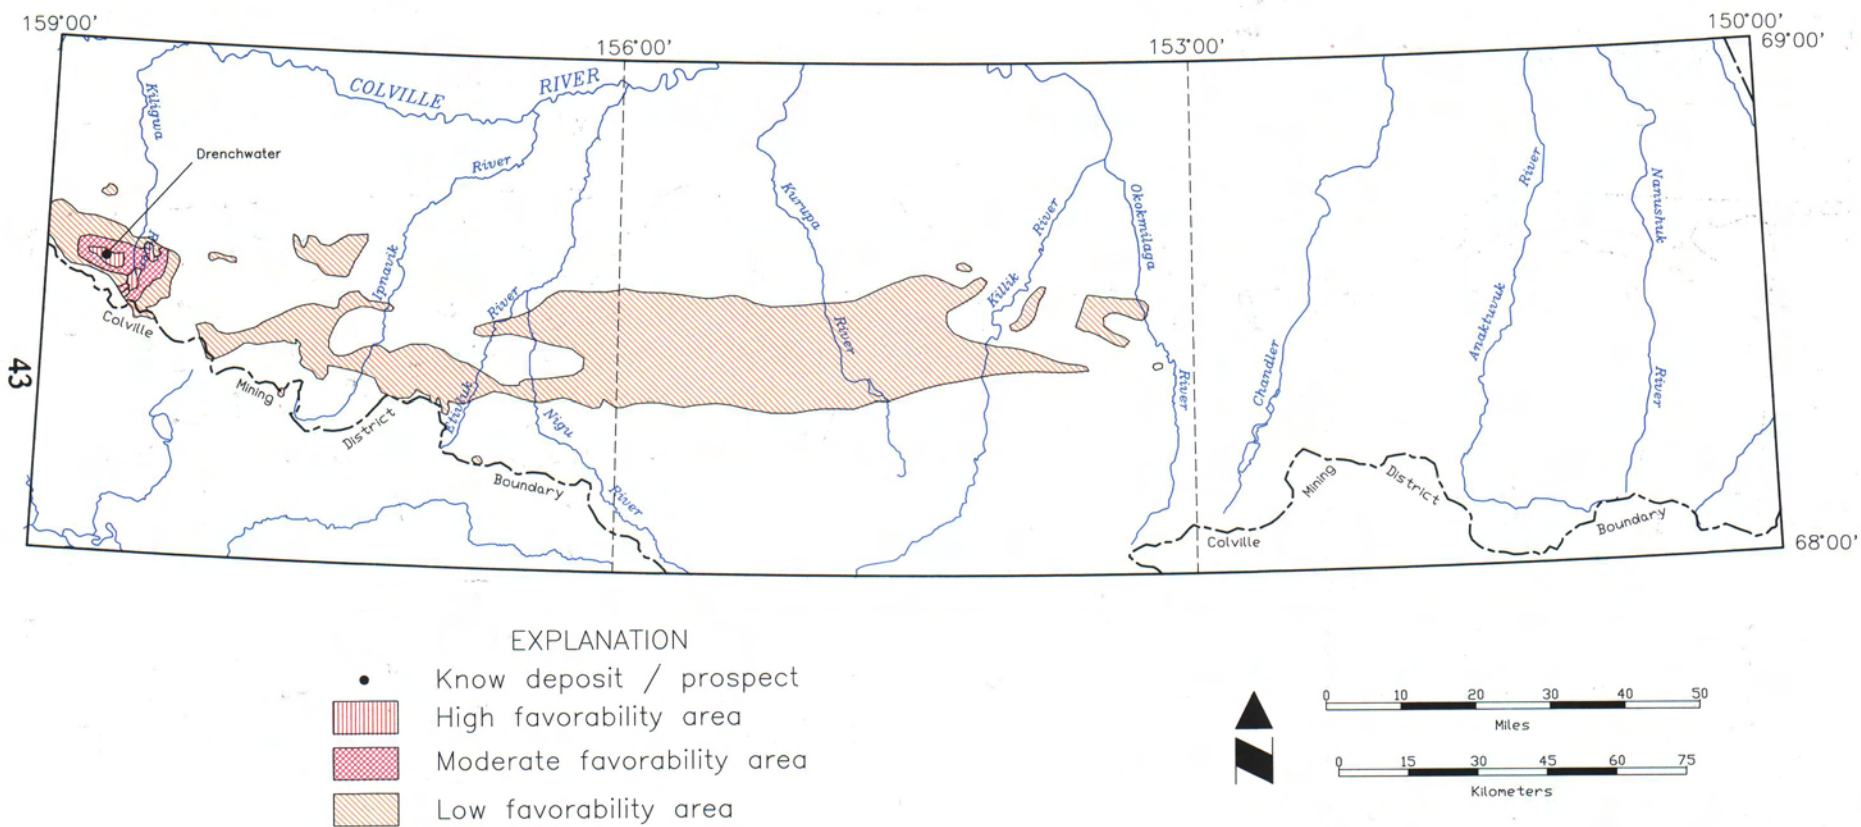 159°00'
156°00'
153°00'
150°00'
69°00'
COLVILLE RIVER
Kiligwa
River
Drenchwater
River
Ipnavik
River
Etivluk
Nigu
River
Kurupa
River
River
Killik
Okokmilaga
River
Chandler
River
Anaktuvuk
Nanushuk
River
Colville
Mining
District
Boundary
Colville
Mining
District
Boundary
68°00'
43
EXPLANATION
Know deposit / prospect
High favorability area
Moderate favorability area
Low favorability area
0 10 20 30 40 50
Miles
0 15 30 45 60 75
Kilometers